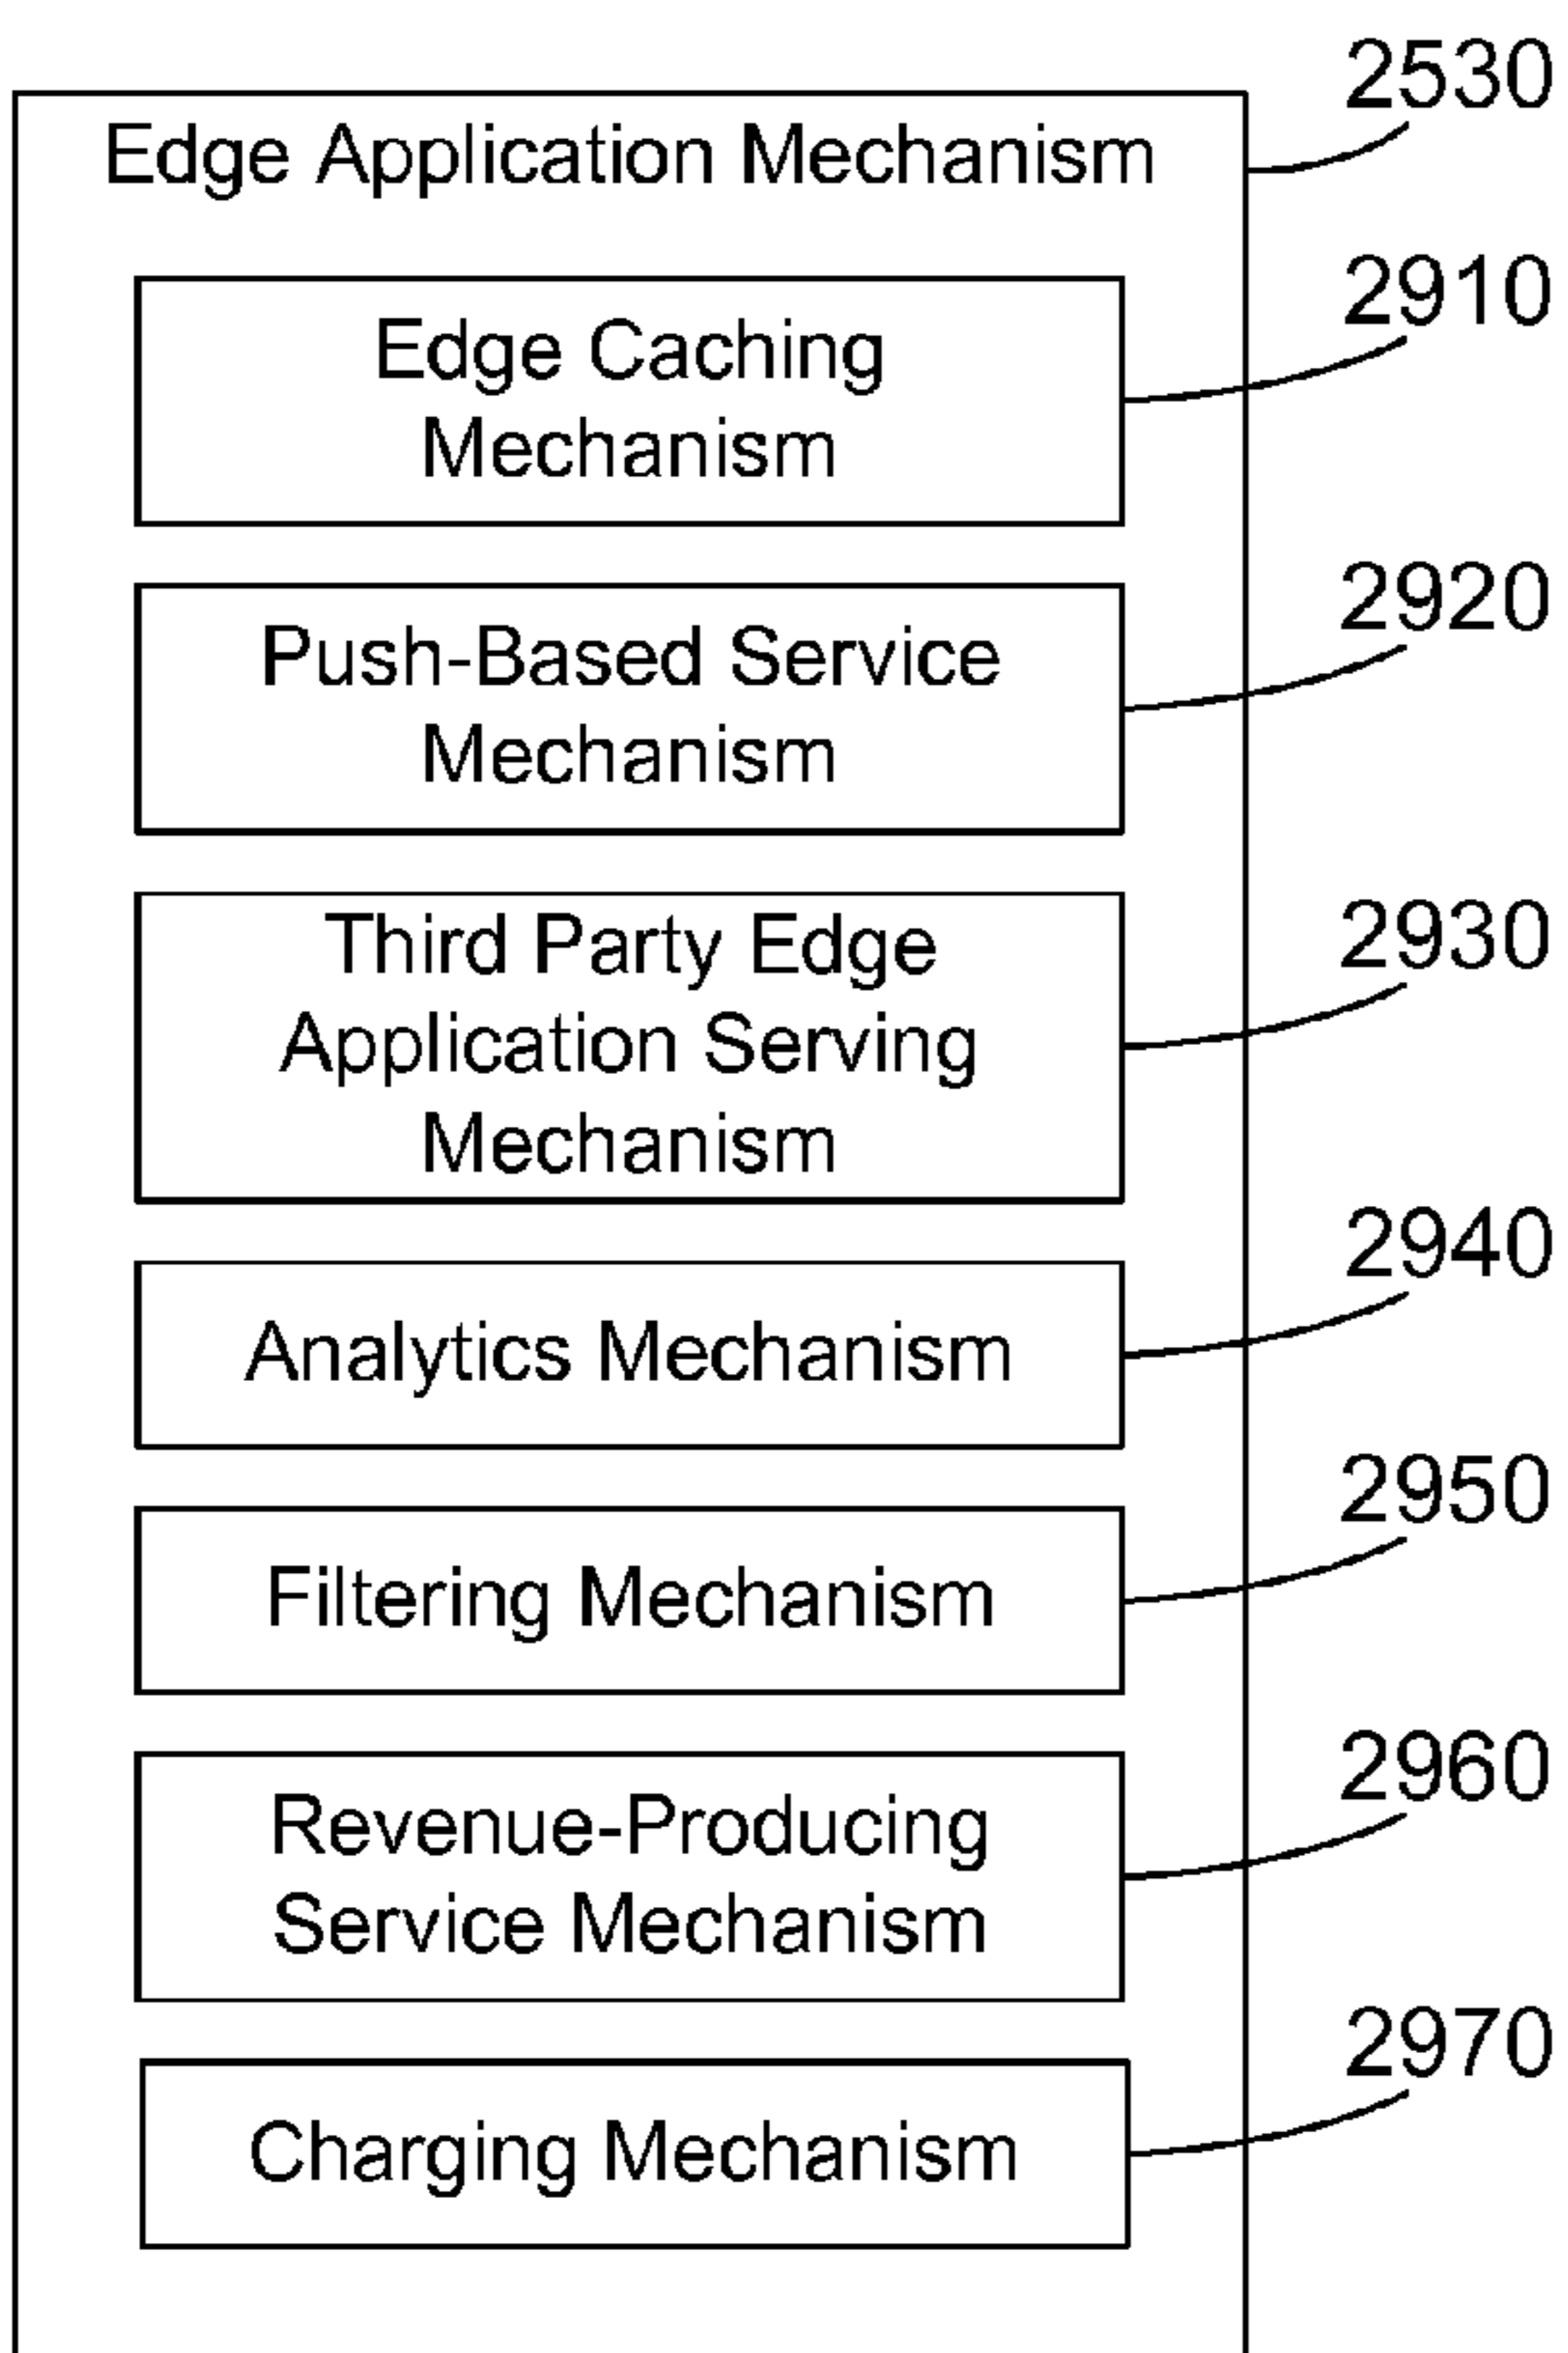 2530
Edge Application Mechanism
2910
Edge Caching
Mechanism
2920
Push-Based Service
Mechanism
2930
Third Party Edge
Application Serving
Mechanism
2940
Analytics Mechanism
2950
Filtering Mechanism
2960
Revenue-Producing
Service Mechanism
2970
Charging Mechanism